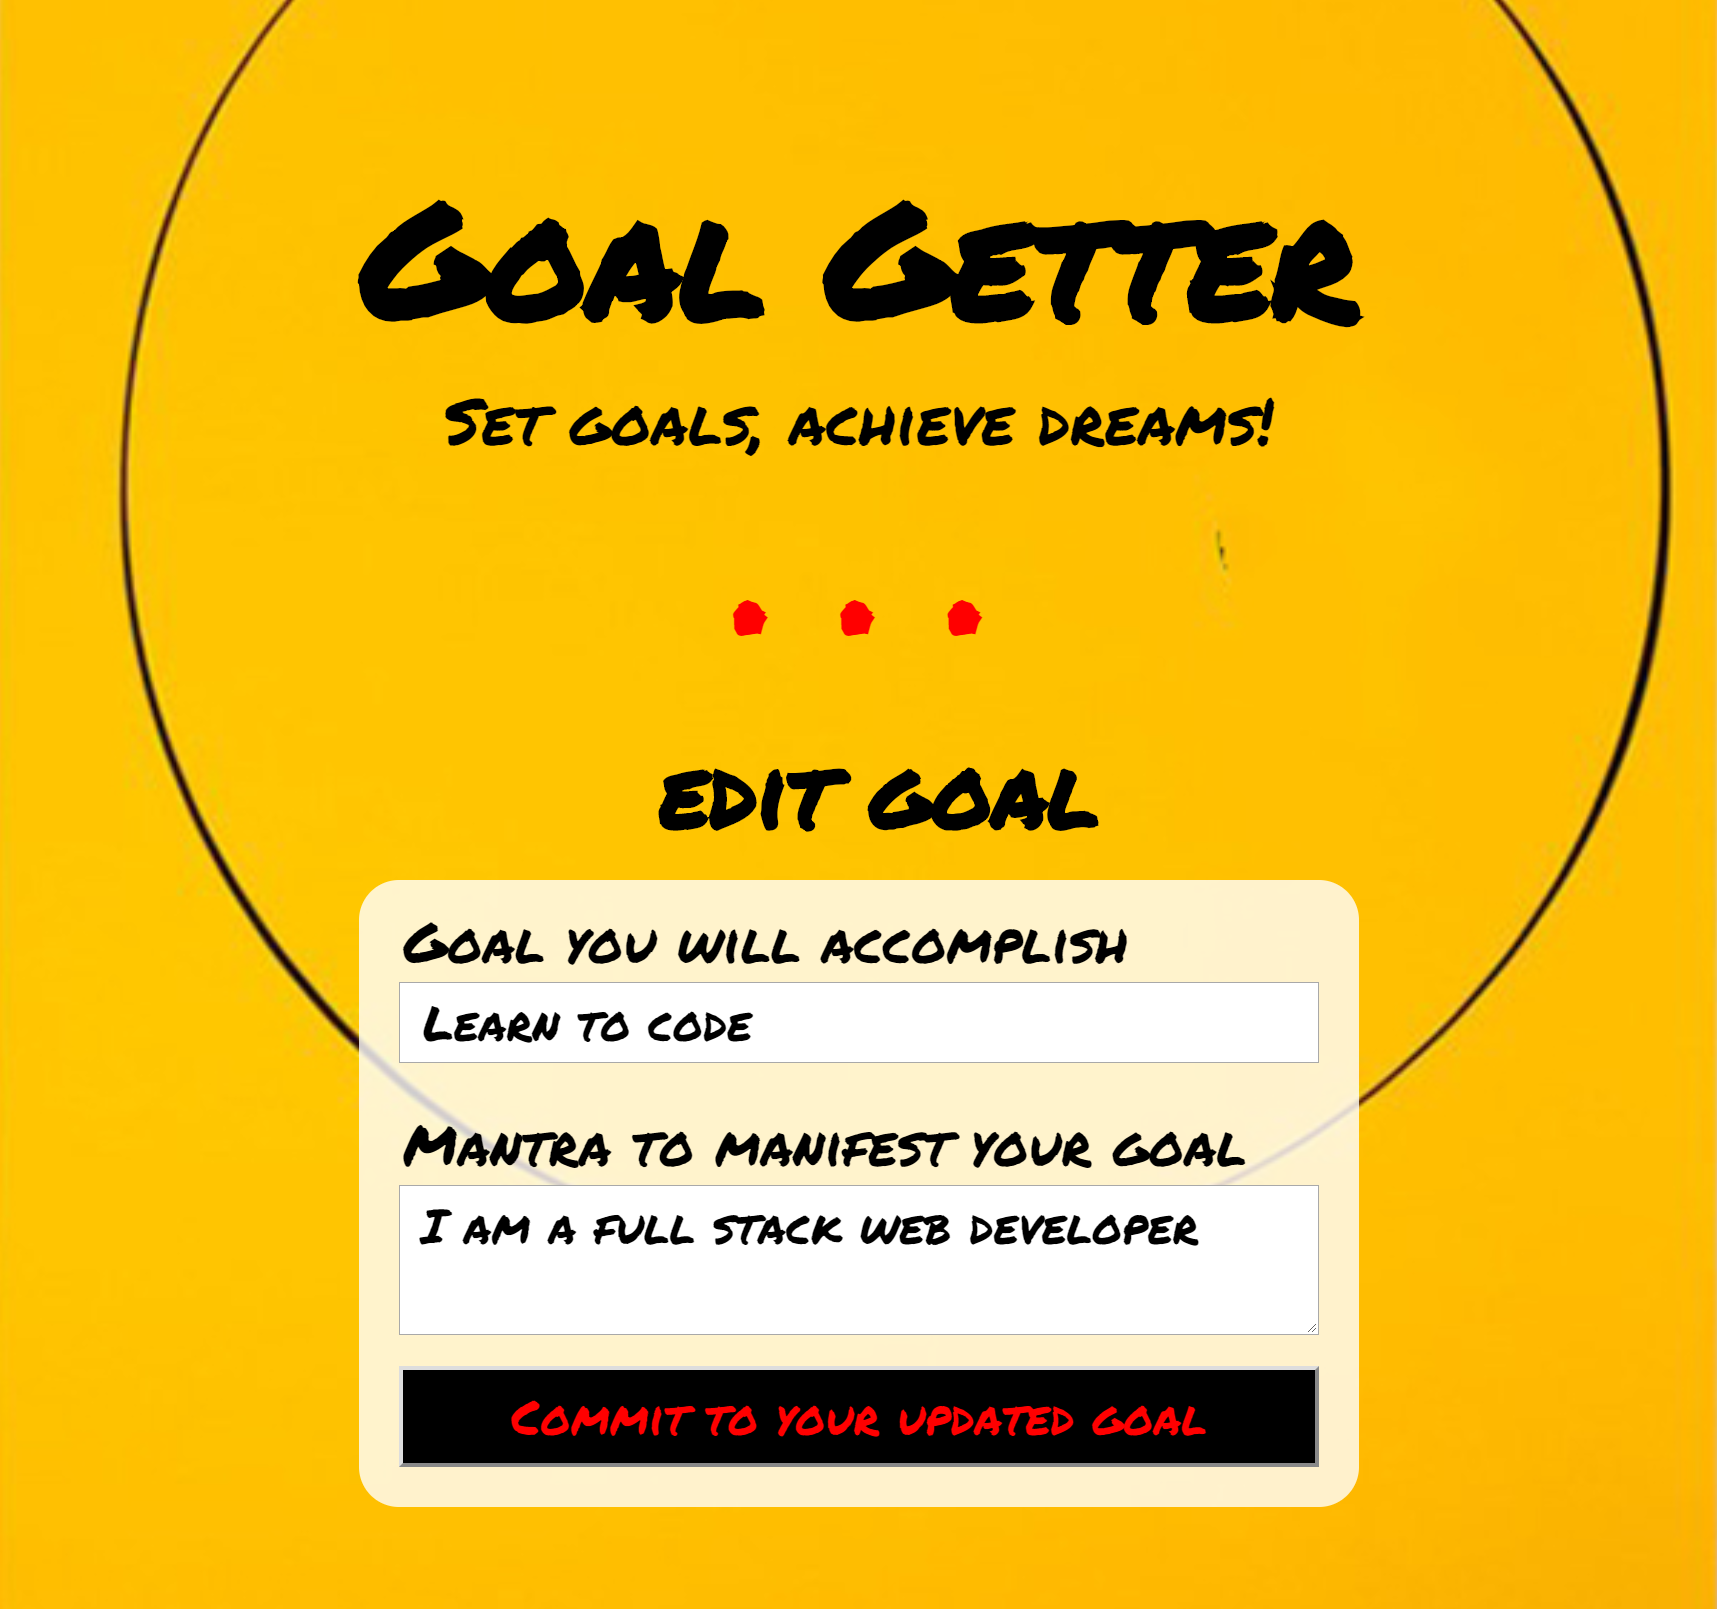 Goal Getter
Set goals, achieve dreams!
• • •
edit goal
Goal you will accomplish
Learn to code
Mantra to manifest your goal
I am a full stack web developer
Commit to your updated goal